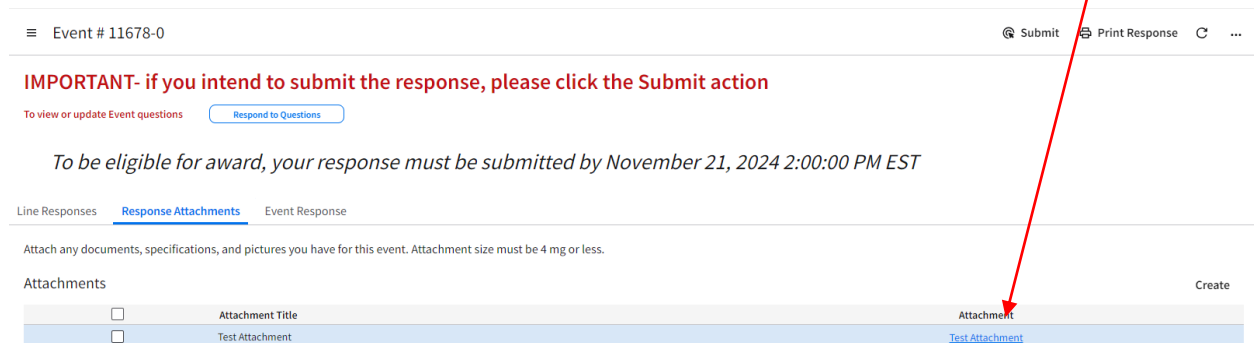 ≡ Event # 11678-0 Submit Print Response ...
IMPORTANT- if you intend to submit the response, please click the Submit action
To view or update Event questions Respond to Questions
To be eligible for award, your response must be submitted by November 21, 2024 2:00:00 PM EST
Line Responses Response Attachments Event Response
Attach any documents, specifications, and pictures you have for this event. Attachment size must be 4 mg or less.
Attachments Create
Attachment Title Attachment
Test Attachment Test Attachment